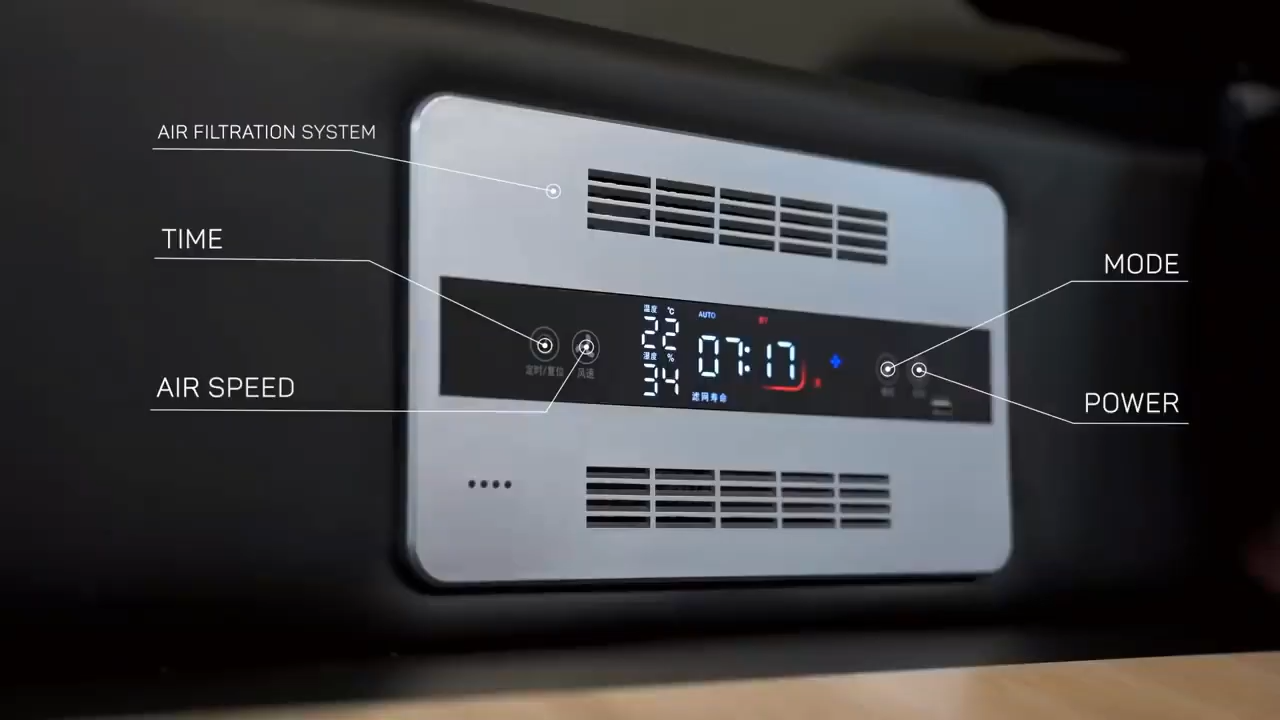 AIR FILTRATION SYSTEM
TIME
MODE
温度 ℃
22
AUTO
07:17
湿度 %
34
定时/复位
风速
滤网寿命
AIR SPEED
POWER